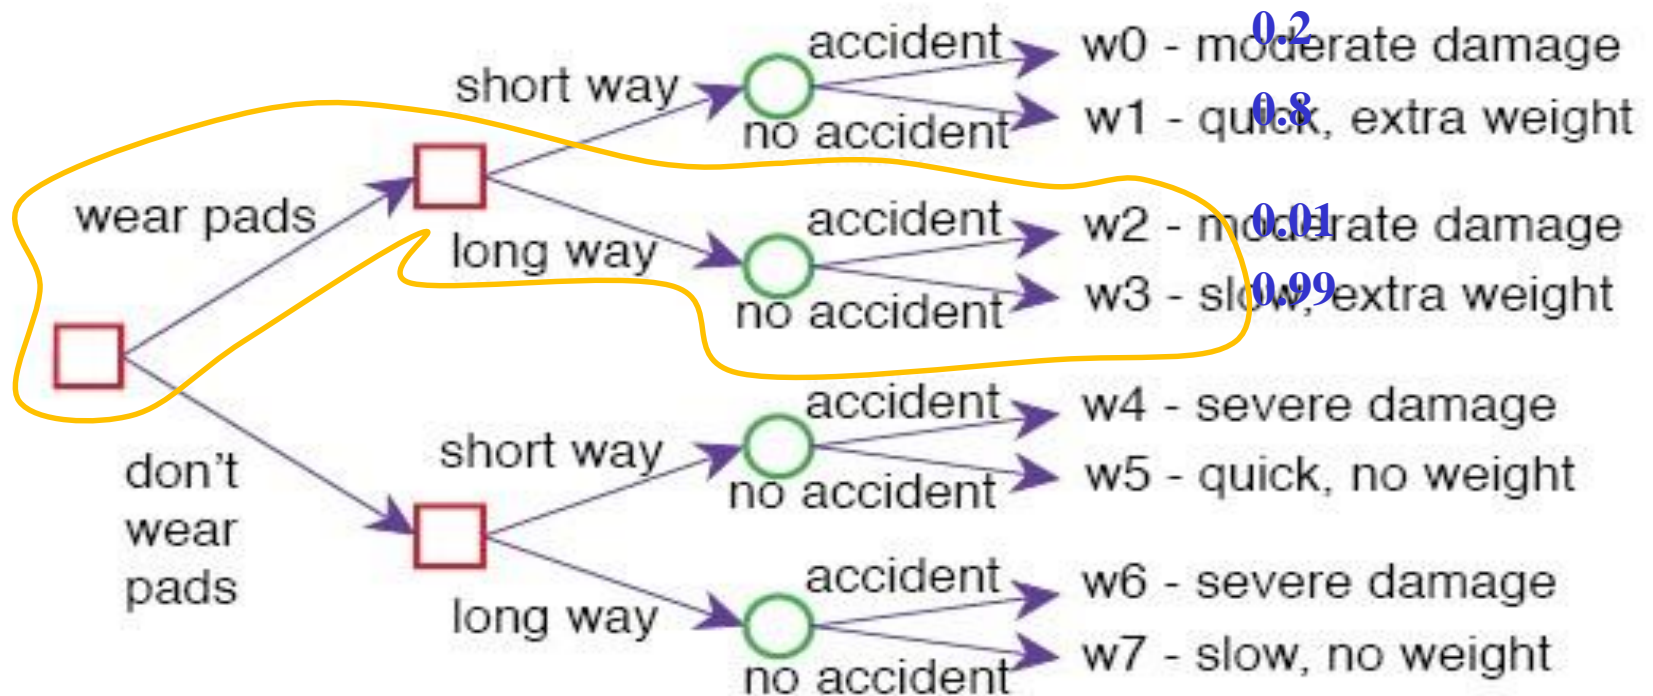 accident
w0 - moderate damage
0.2
short way
no accident
w1 - quick, extra weight
0.8
wear pads
accident
w2 - moderate damage
0.01
long way
no accident
w3 - slow, extra weight
0.99
accident
w4 - severe damage
short way
no accident
w5 - quick, no weight
don't
wear
pads
accident
w6 - severe damage
long way
no accident
w7 - slow, no weight